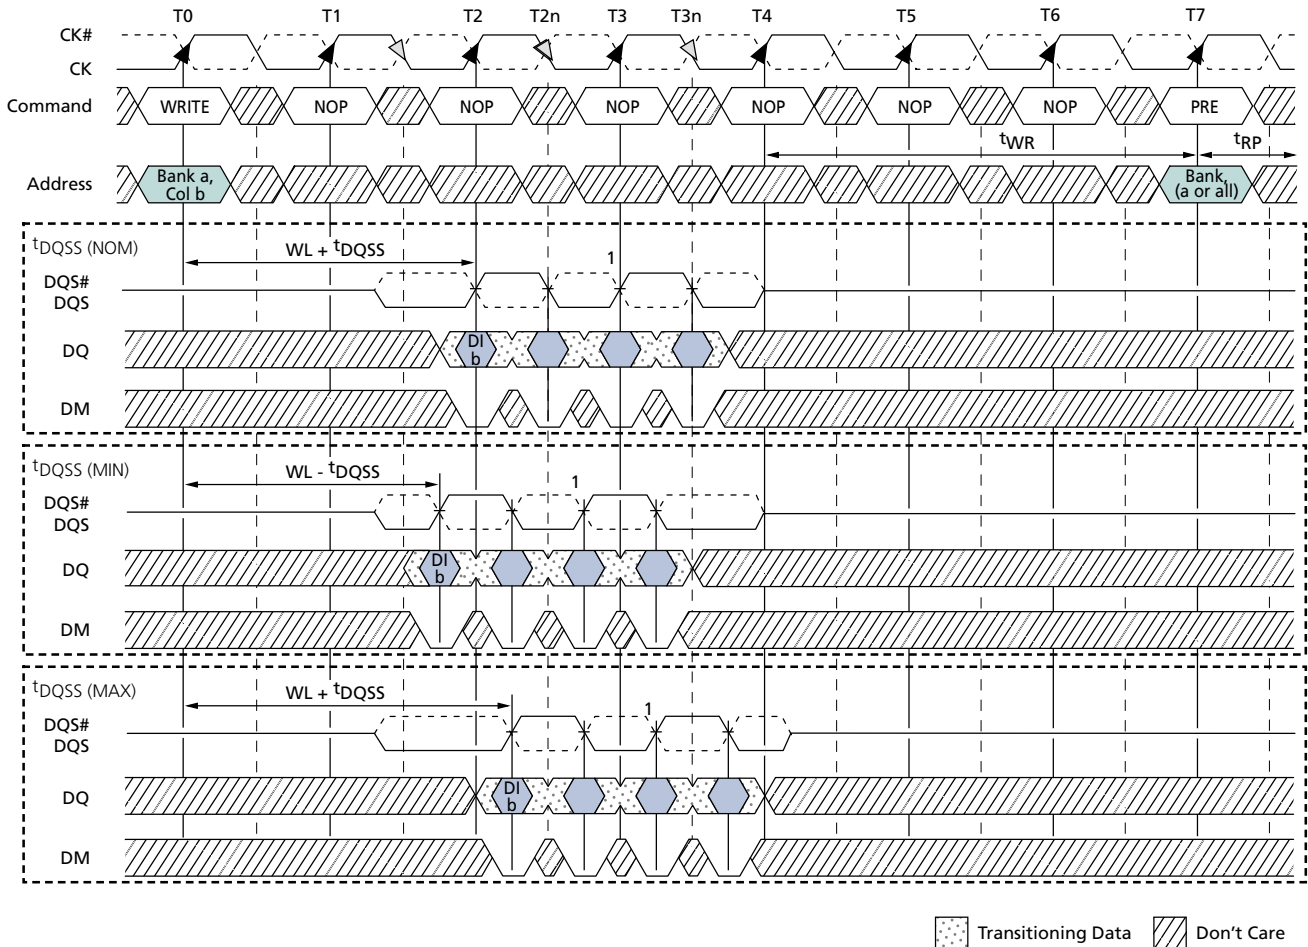 T0 T1 T2 T2n T3 T3n T4 T5 T6 T7
CK#
CK
Command WRITE NOP NOP NOP NOP NOP NOP PRE
tWR tRP
Address Bank a, Col b Bank, (a or all)
tDQSS (NOM)
WL + tDQSS 1
DQS#
DQS
DQ DI b
DM
tDQSS (MIN)
WL - tDQSS 1
DQS#
DQS
DQ DI b
DM
tDQSS (MAX)
WL + tDQSS 1
DQS#
DQS
DQ DI b
DM
Transitioning Data Don't Care